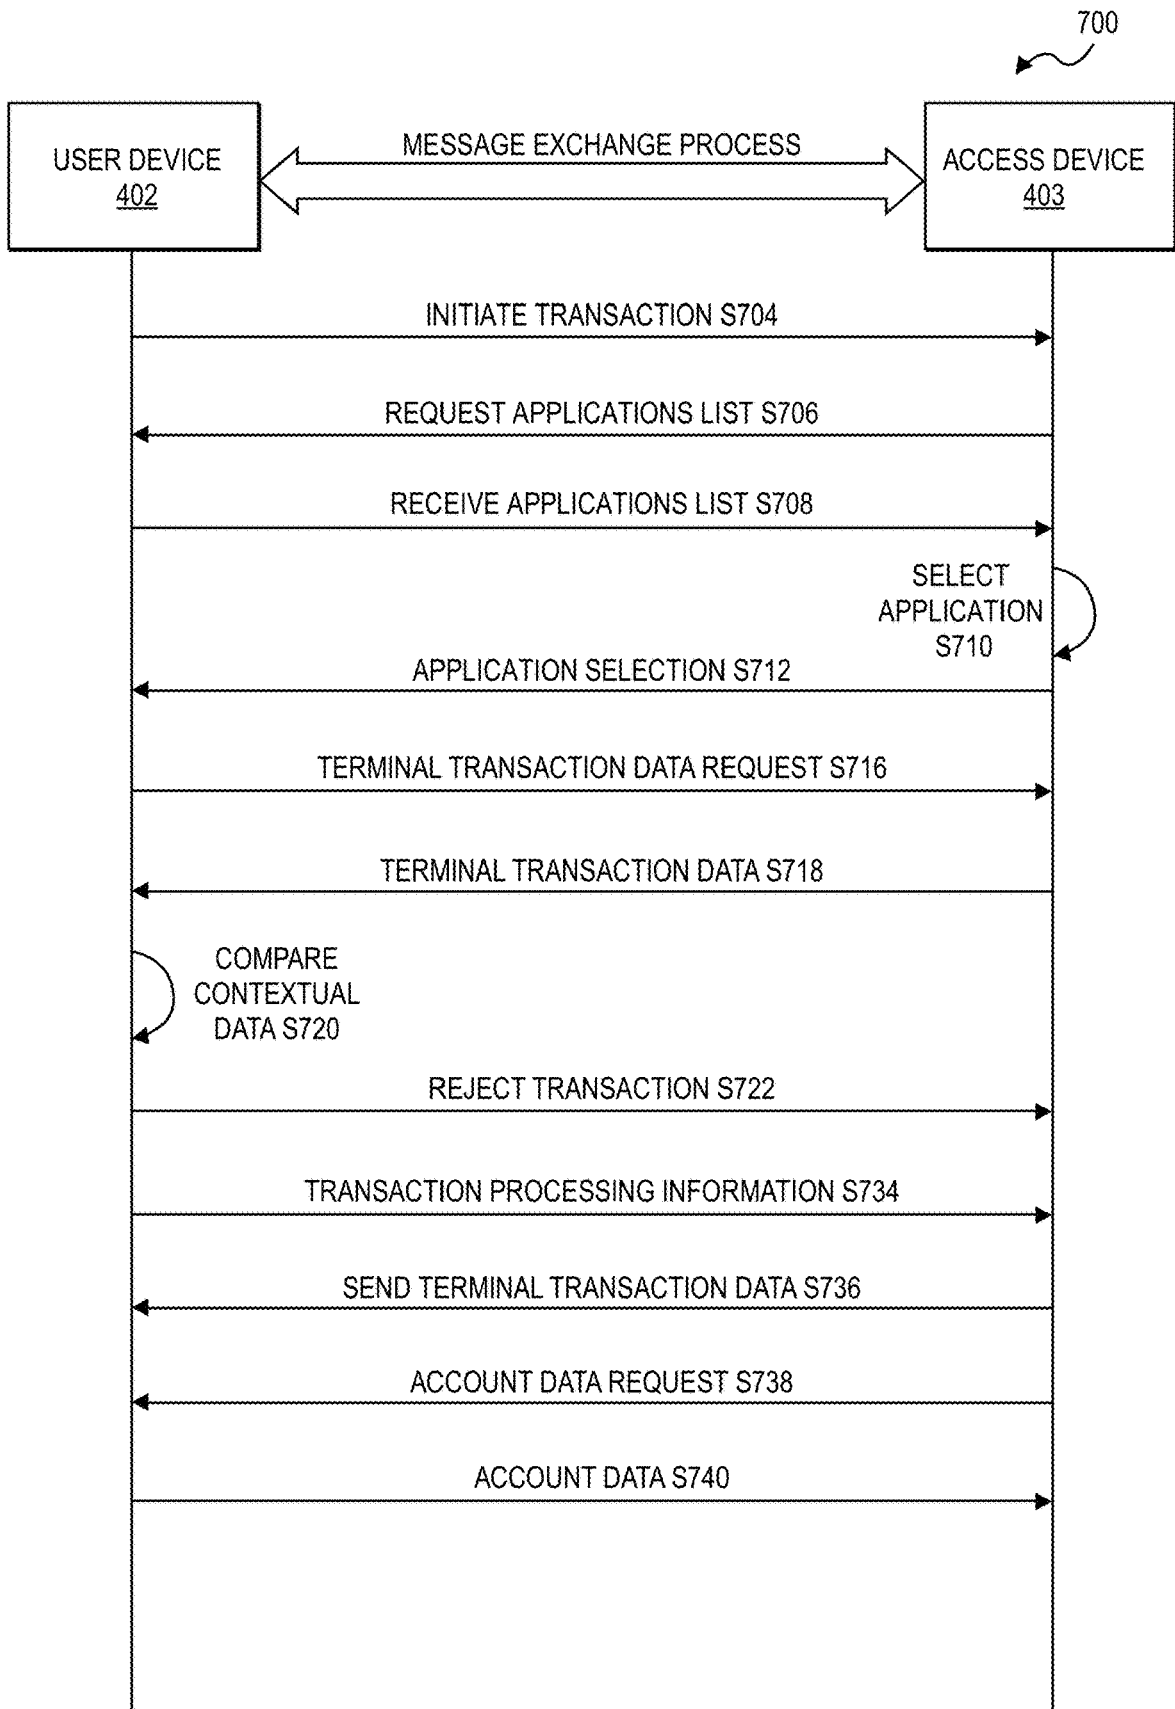 700
USER DEVICE
402
MESSAGE EXCHANGE PROCESS
ACCESS DEVICE
403
INITIATE TRANSACTION S704
REQUEST APPLICATIONS LIST S706
RECEIVE APPLICATIONS LIST S708
SELECT
APPLICATION
S710
APPLICATION SELECTION S712
TERMINAL TRANSACTION DATA REQUEST S716
TERMINAL TRANSACTION DATA S718
COMPARE
CONTEXTUAL
DATA S720
REJECT TRANSACTION S722
TRANSACTION PROCESSING INFORMATION S734
SEND TERMINAL TRANSACTION DATA S736
ACCOUNT DATA REQUEST S738
ACCOUNT DATA S740